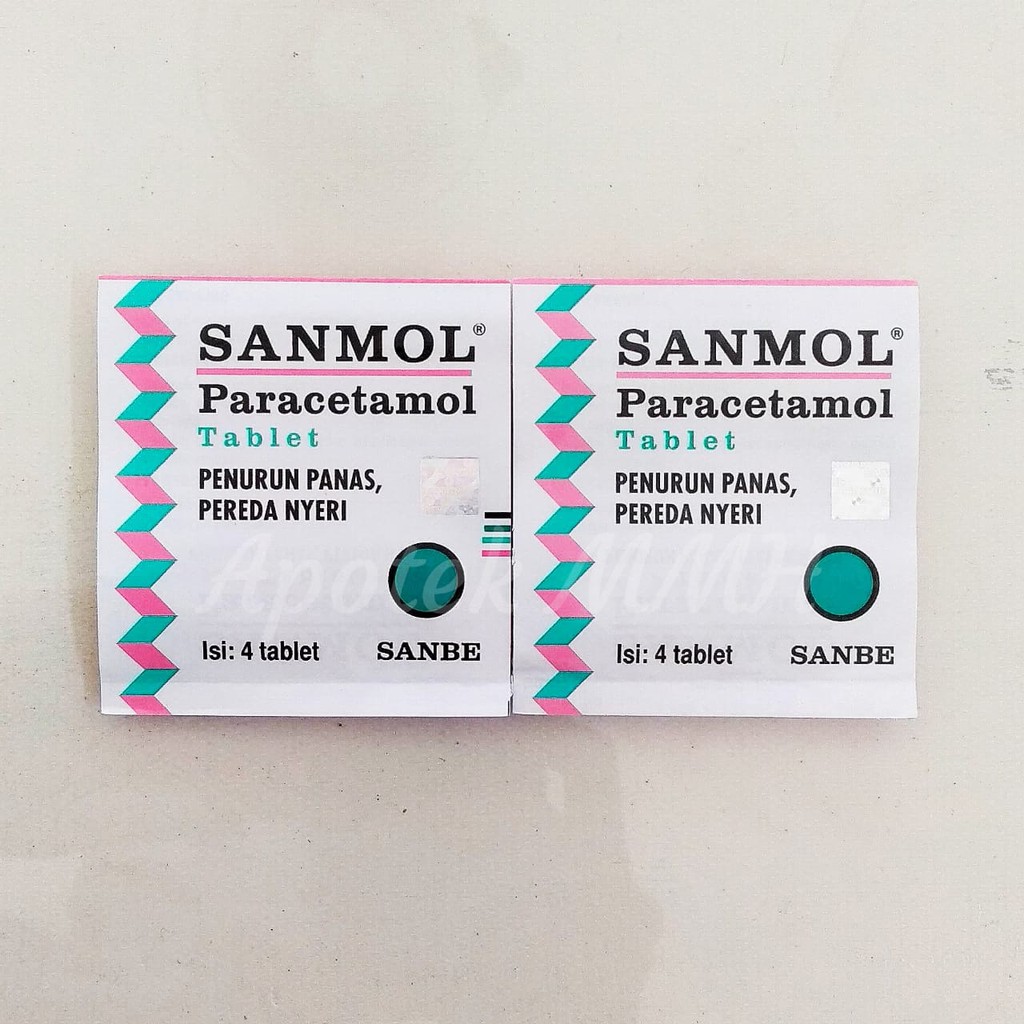 SANMOL®
Paracetamol
Tablet
PENURUN PANAS,
PEREDA NYERI
Isi: 4 tablet
SANBE
SANMOL®
Paracetamol
Tablet
PENURUN PANAS,
PEREDA NYERI
Isi: 4 tablet
SANBE
Apotek